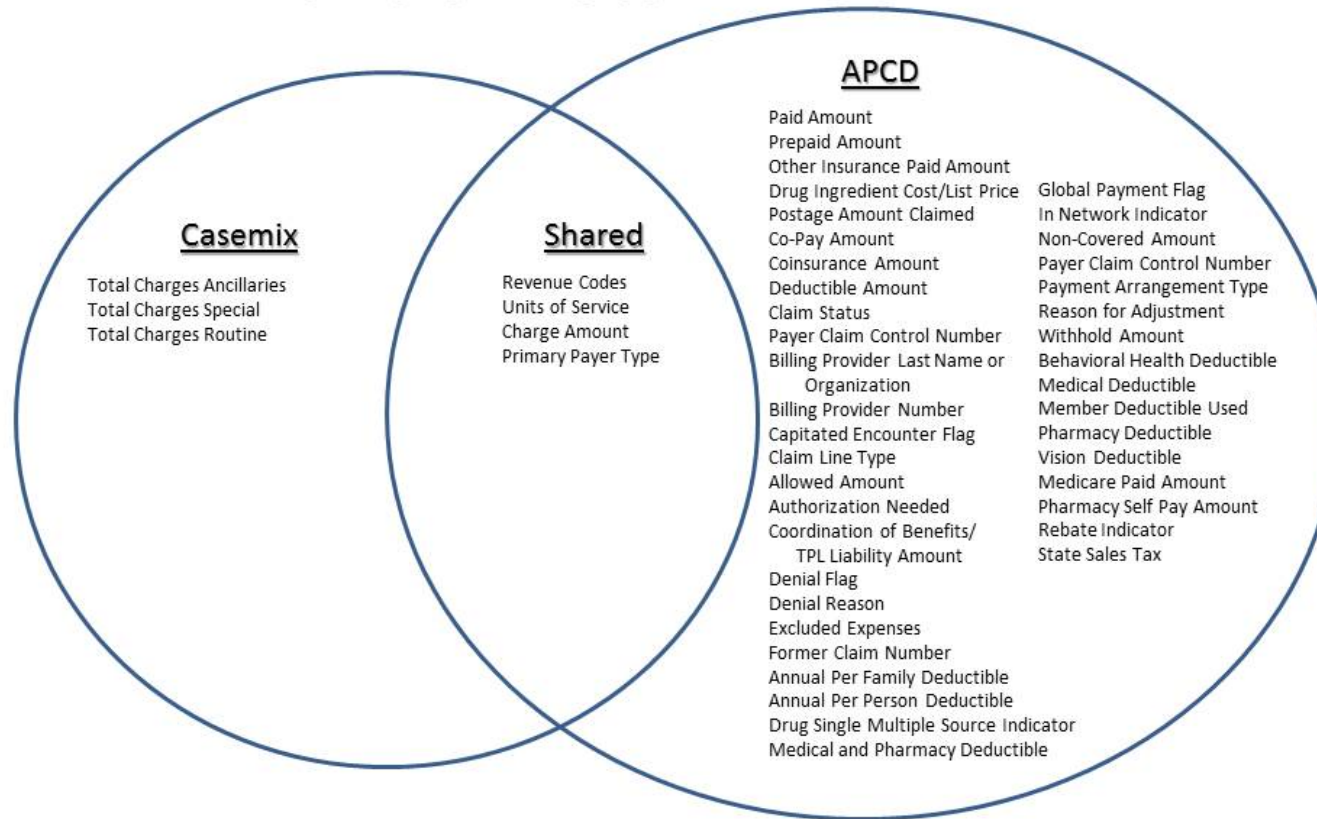 Casemix
Total Charges Ancillaries
Total Charges Special
Total Charges Routine
Shared
Revenue Codes
Units of Service
Charge Amount
Primary Payer Type
APCD
Paid Amount
Prepaid Amount
Other Insurance Paid Amount
Drug Ingredient Cost/List Price
Postage Amount Claimed
Co-Pay Amount
Coinsurance Amount
Deductible Amount
Claim Status
Payer Claim Control Number
Billing Provider Last Name or
Organization
Billing Provider Number
Capitated Encounter Flag
Claim Line Type
Allowed Amount
Authorization Needed
Coordination of Benefits/
TPL Liability Amount
Denial Flag
Denial Reason
Excluded Expenses
Former Claim Number
Annual Per Family Deductible
Annual Per Person Deductible
Drug Single Multiple Source Indicator
Medical and Pharmacy Deductible
Global Payment Flag
In Network Indicator
Non-Covered Amount
Payer Claim Control Number
Payment Arrangement Type
Reason for Adjustment
Withhold Amount
Behavioral Health Deductible
Medical Deductible
Member Deductible Used
Pharmacy Deductible
Vision Deductible
Medicare Paid Amount
Pharmacy Self Pay Amount
Rebate Indicator
State Sales Tax